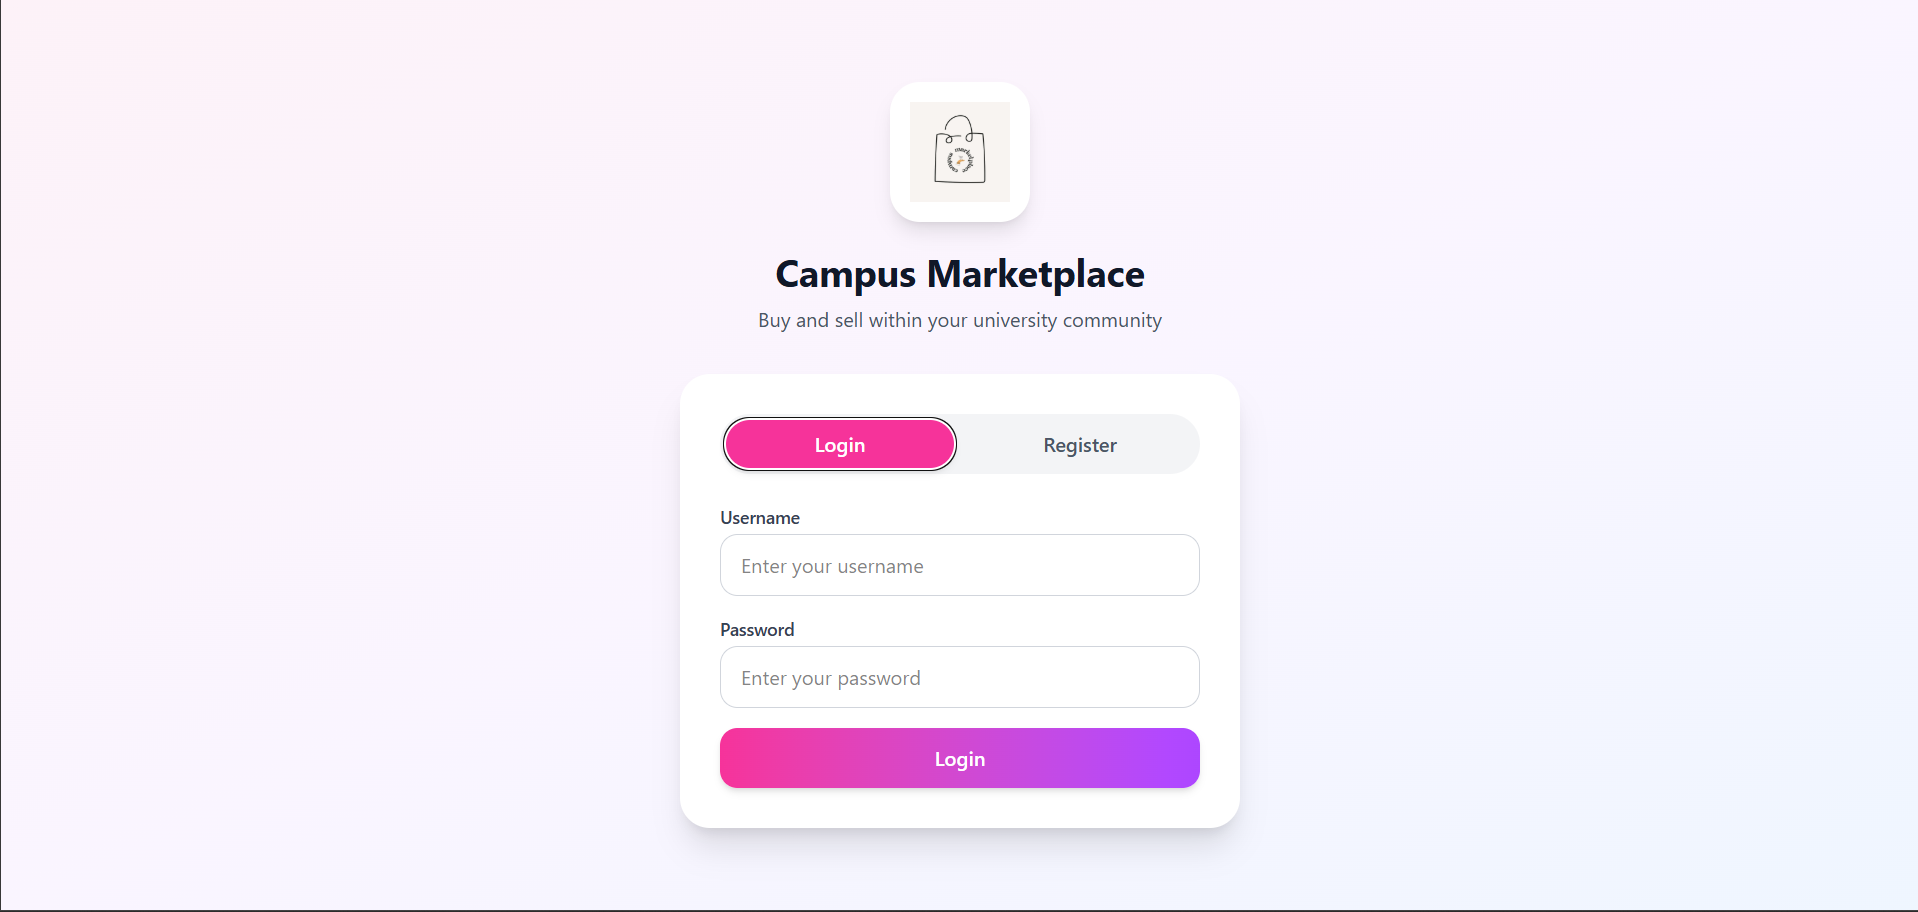 Campus Marketplace
Buy and sell within your university community
Login
Register
Username
Enter your username
Password
Enter your password
Login